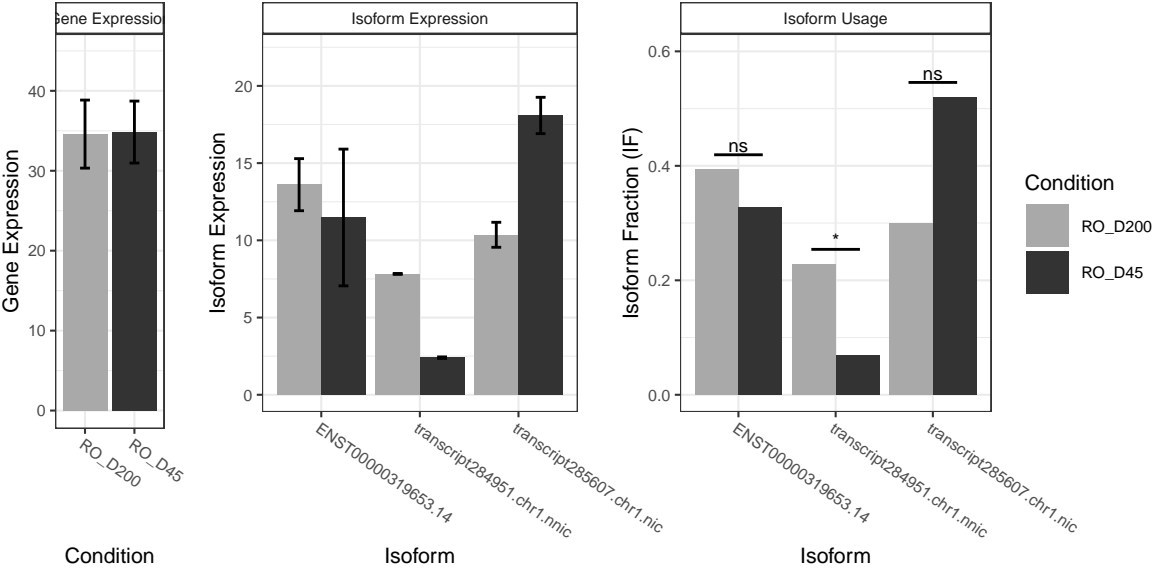 Gene Expression
Gene Expression
40
30
20
10
0
RO_D200
RO_D45
Condition
Isoform Expression
Isoform Expression
20
15
10
5
0
ENST00000319653.14
transcript284951.chr1.nnic
transcript285607.chr1.nic
Isoform
Isoform Usage
Isoform Fraction (IF)
0.6
0.4
0.2
0.0
ns
*
ns
ENST00000319653.14
transcript284951.chr1.nnic
transcript285607.chr1.nic
Isoform
Condition
RO_D200
RO_D45